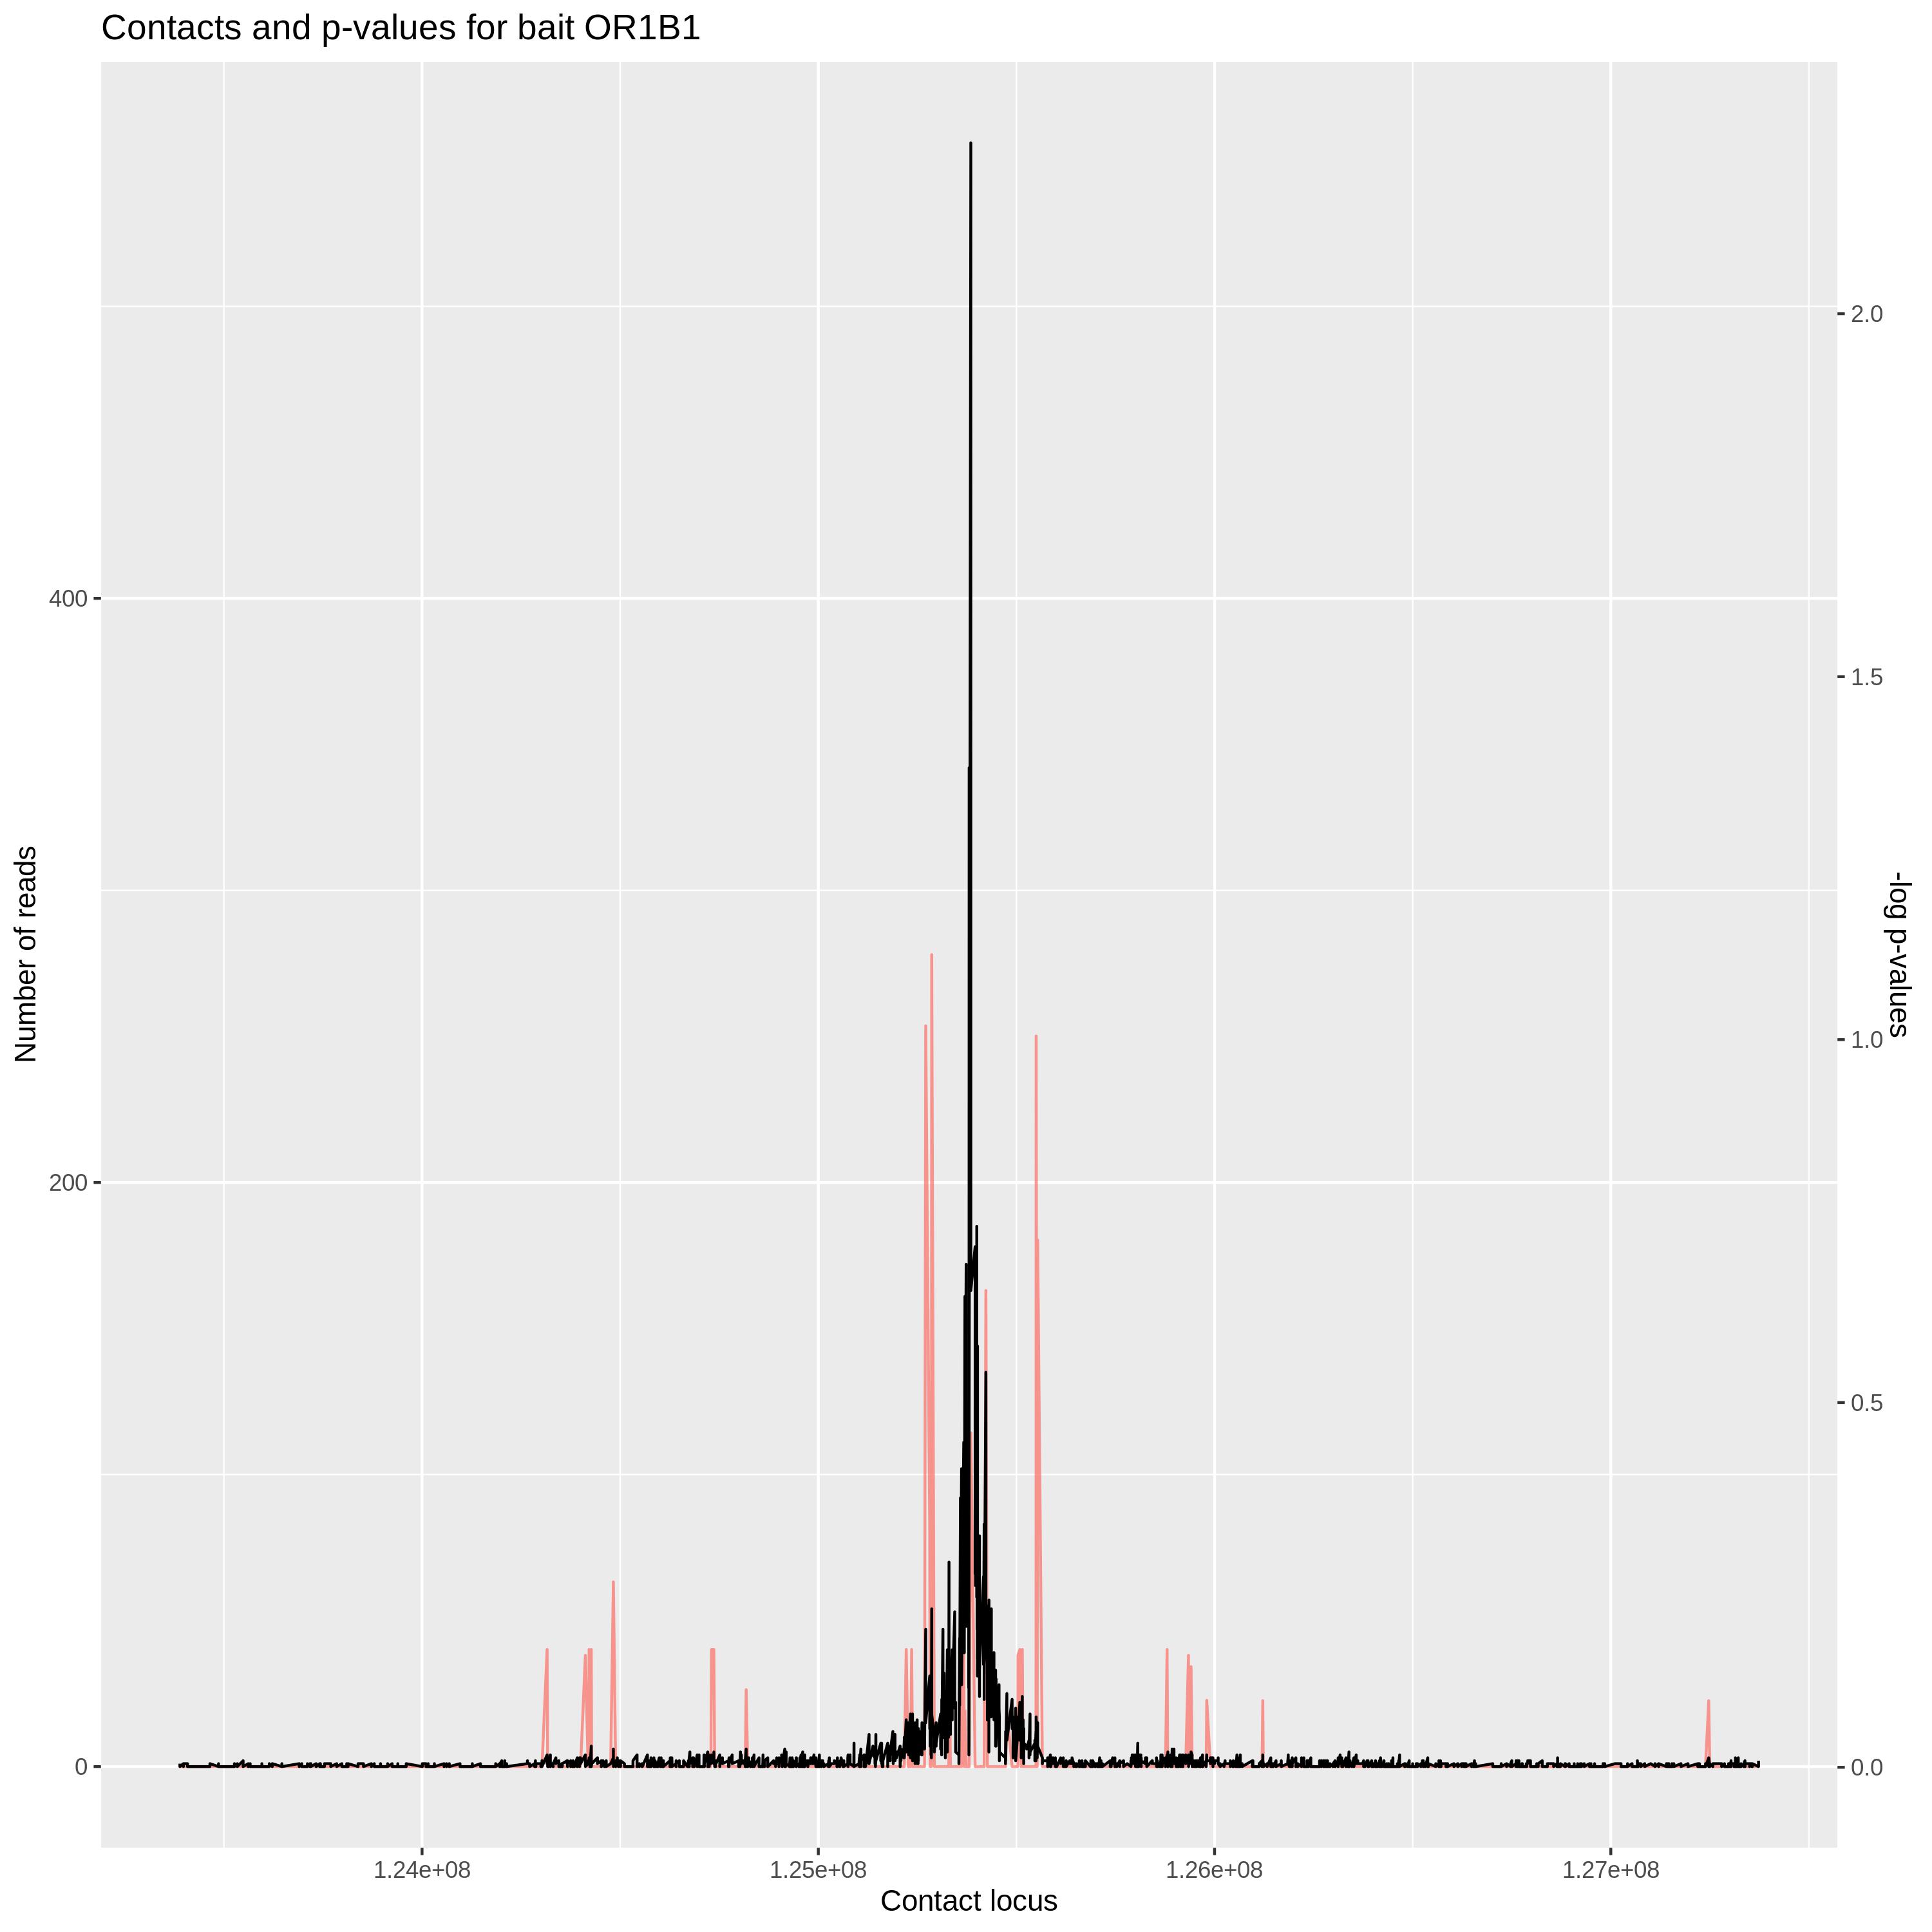 Contacts and p-values for bait OR1B1
Number of reads
400
200
0
2.0
1.5
1.0
0.5
0.0
-log p-values
1.24e+08
1.25e+08
1.26e+08
1.27e+08
Contact locus